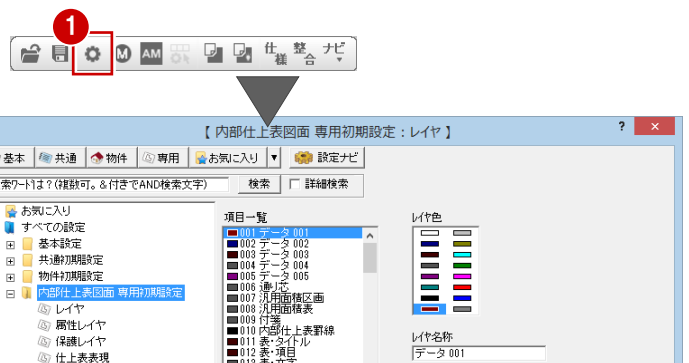 1
M AM 仕様 整合 ナビ
【 内部仕上表図面 専用初期設定：レイヤ 】
? ×
基本 共通 物件 専用 お気に入り ▼ 設定ナビ
索ワードは？(複数可。＆付きでAND検索文字) 検索 詳細検索
お気に入り
すべての設定
基本設定
共通初期設定
物件初期設定
内部仕上表図面 専用初期設定
レイヤ
属性レイヤ
保護レイヤ
仕上表表現
項目一覧
001 データ 001
002 データ 002
003 データ 003
004 データ 004
005 データ 005
006 通り芯
007 汎用面積区画
008 汎用面積表
009 付箋
010 内部仕上表罫線
011 表・タイトル
012 表・項目
013 表・文字
レイヤ色
レイヤ名称
データ 001